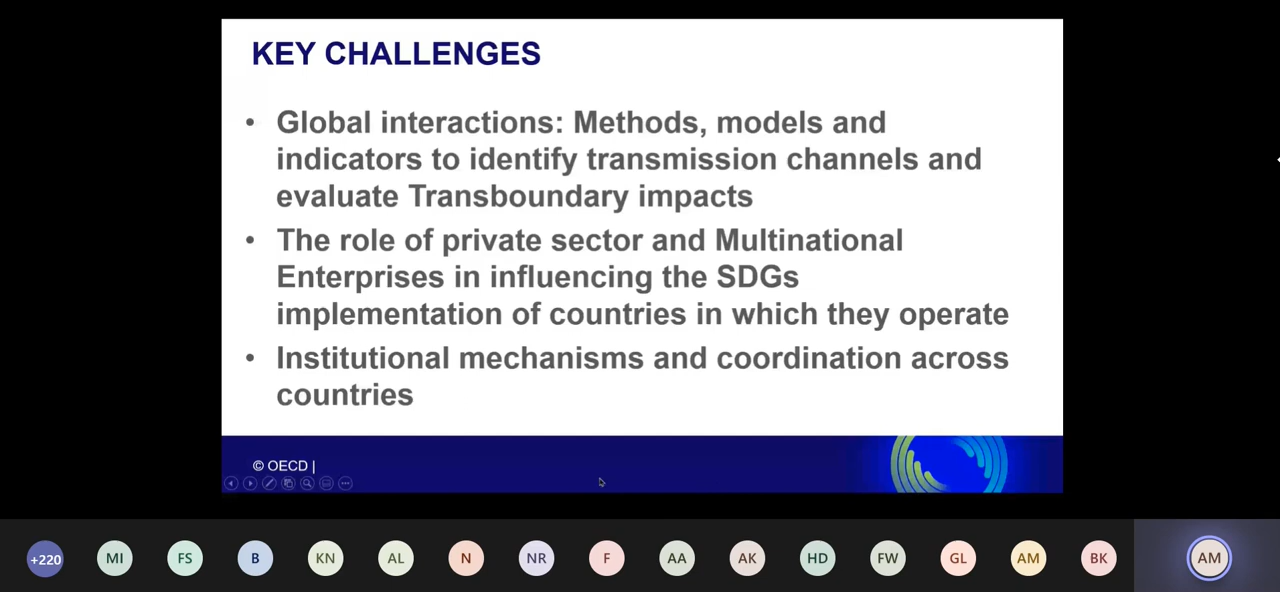 KEY CHALLENGES
• Global interactions: Methods, models and
indicators to identify transmission channels and
evaluate Transboundary impacts
• The role of private sector and Multinational
Enterprises in influencing the SDGs
implementation of countries in which they operate
• Institutional mechanisms and coordination across
countries
© OECD |
+220 MI FS B KN AL N NR F AA AK HD FW GL AM BK AM